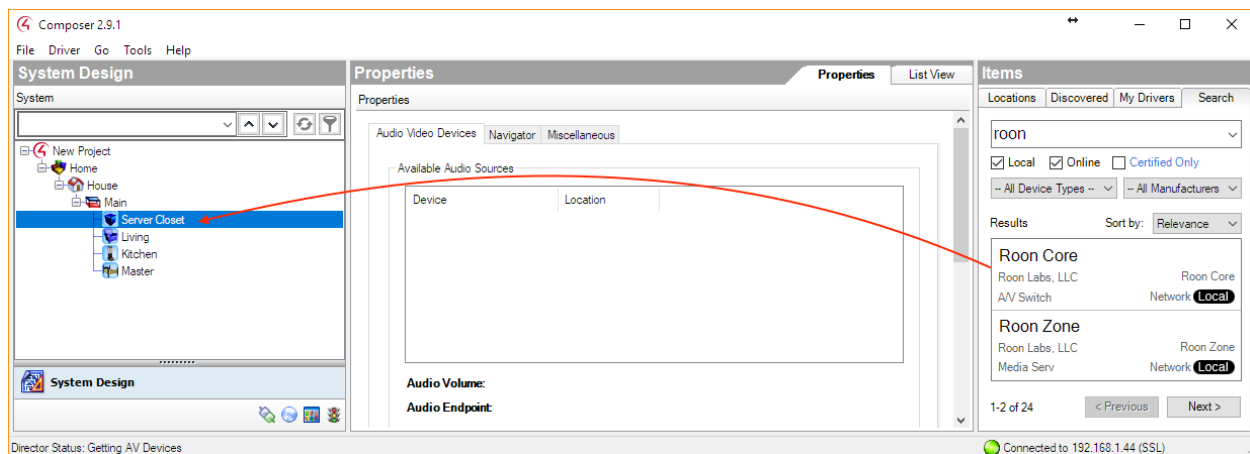 Composer 2.9.1
File Driver Go Tools Help
System Design
System
New Project
Home
House
Main
Server Closet
Living
Kitchen
Master
System Design
Properties
Properties List View
Properties
Audio Video Devices Navigator Miscellaneous
Available Audio Sources
Device Location
Audio Volume:
Audio Endpoint:
Items
Locations Discovered My Drivers Search
roon
Local Online Certified Only
-- All Device Types -- -- All Manufacturers
Results Sort by: Relevance
Roon Core
Roon Labs, LLC Roon Core
A/V Switch Network Local
Roon Zone
Roon Labs, LLC Roon Zone
Media Serv Network Local
1-2 of 24 < Previous Next >
Director Status: Getting AV Devices Connected to 192.168.1.44 (SSL)